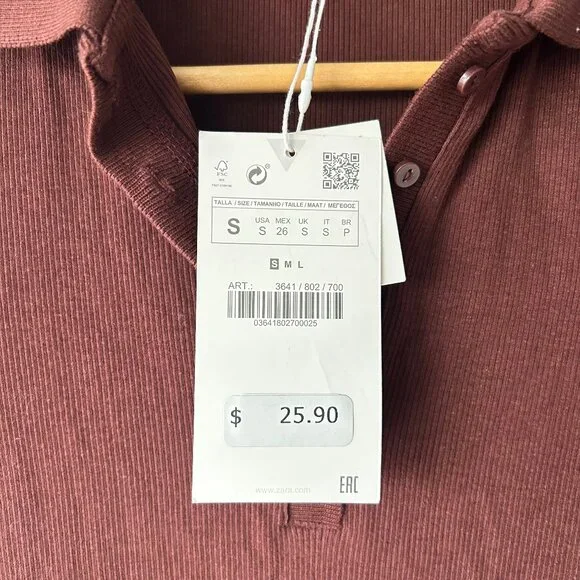 FSC
TALLA / SIZE / TAMANHO / TAILLE / MAAT / ΜΕΓΕΘΟΣ
S USA MEX UK IT BR
S 26 S S P
S M L
ART.: 3641 / 802 / 700
03641802700025
$ 25.90
www.zara.com
EAC